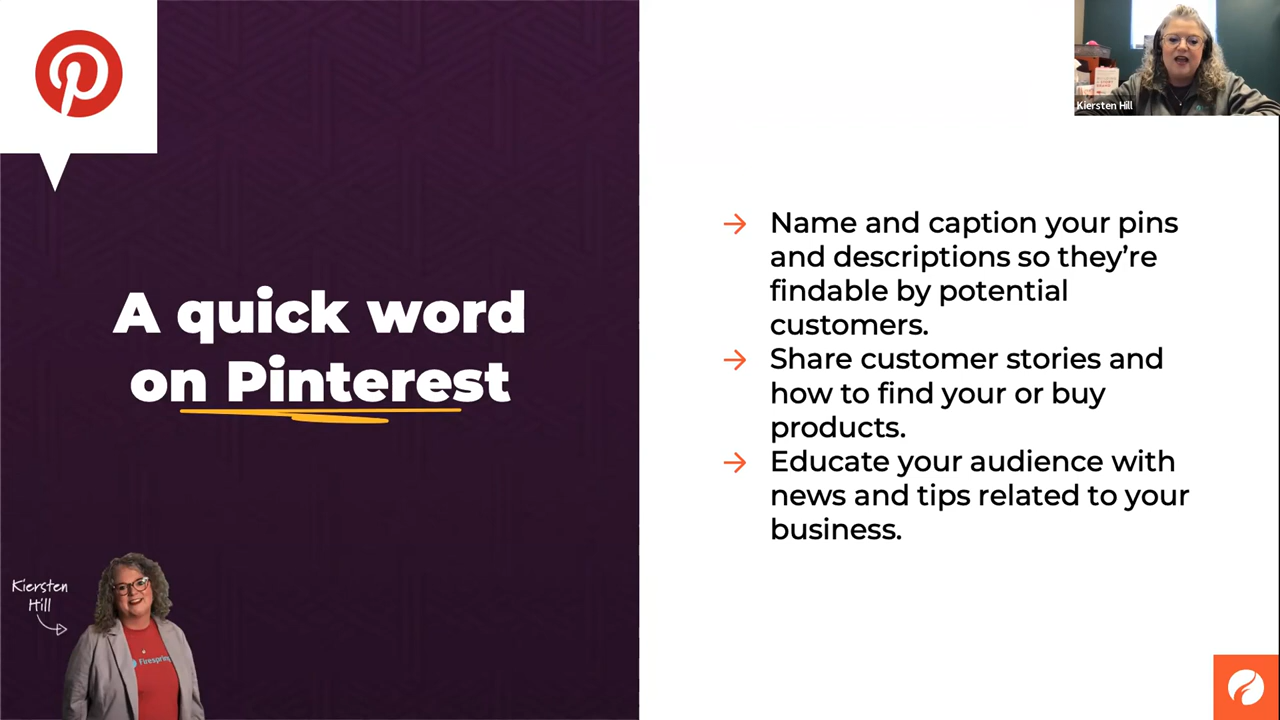 A quick word
on Pinterest
Kiersten
Hill
Firespring
Kiersten Hill
Name and caption your pins
and descriptions so they’re
findable by potential
customers.
Share customer stories and
how to find your or buy
products.
Educate your audience with
news and tips related to your
business.